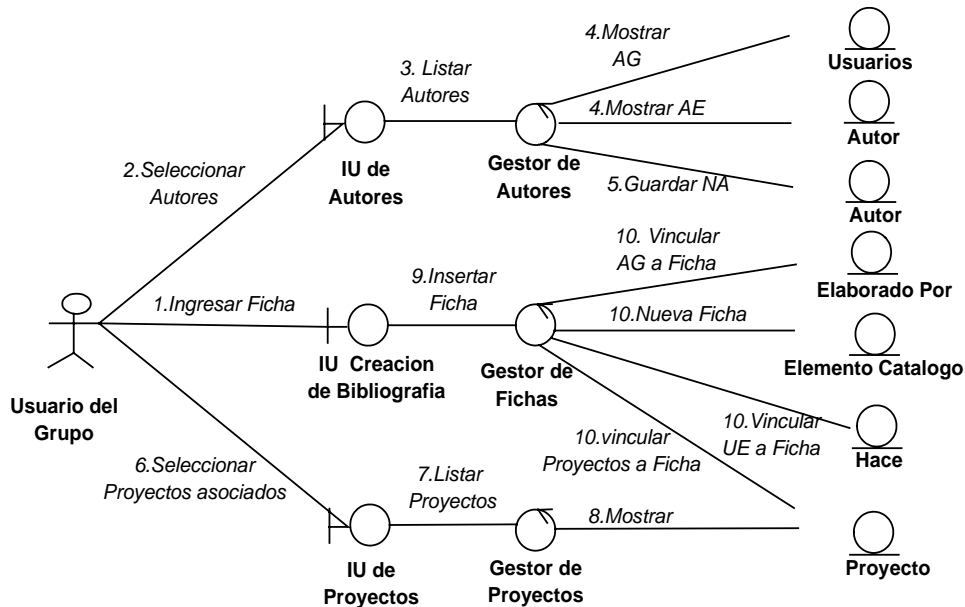 4.Mostrar
AG
Usuarios
3. Listar
Autores
4.Mostrar AE
IU de
Autores
Gestor de
Autores
Autor
2.Seleccionar
Autores
5.Guardar NA
Autor
10. Vincular
AG a Ficha
9.Insertar
Ficha
Elaborado Por
1.Ingresar Ficha
10.Nueva Ficha
IU Creacion
de Bibliografia
Gestor de
Fichas
Elemento Catalogo
Usuario del
Grupo
10.vincular
Proyectos a Ficha
10.Vincular
UE a Ficha
Hace
6.Seleccionar
Proyectos asociados
7.Listar
Proyectos
8.Mostrar
IU de
Proyectos
Gestor de
Proyectos
Proyecto